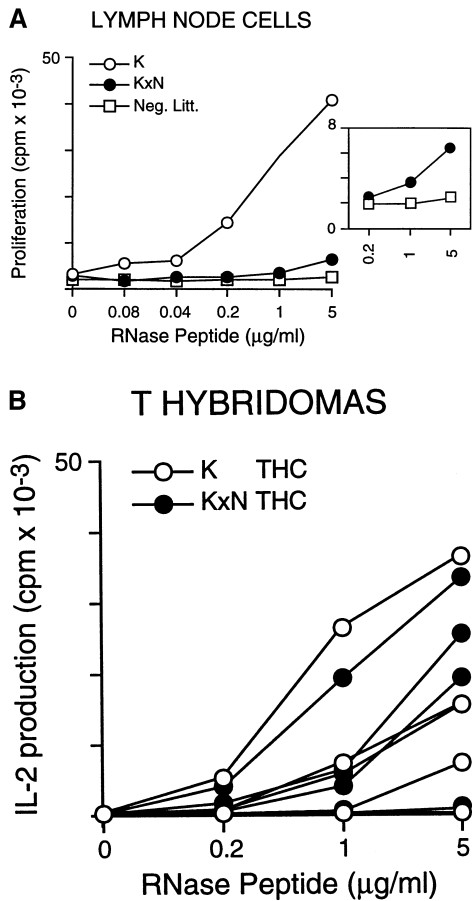 A LYMPH NODE CELLS
50
K
KxN
Neg. Litt.
Proliferation (cpm x 10-3)
8
0
0.2 1 5
0 0.08 0.04 0.2 1 5
RNase Peptide (µg/ml)
B T HYBRIDOMAS
50
K THC
KxN THC
IL-2 production (cpm x 10-3)
0 0.2 1 5
RNase Peptide (µg/ml)